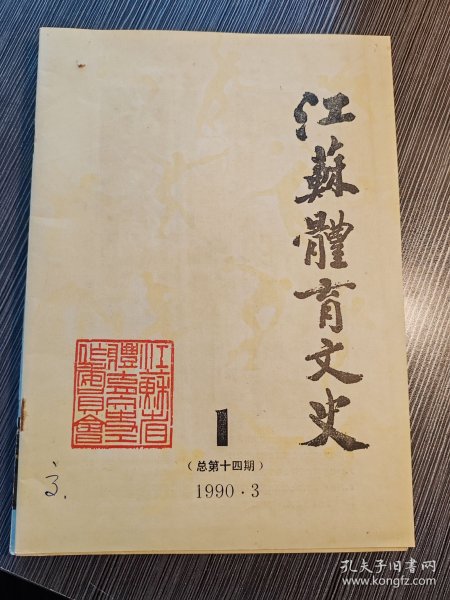 江蘇體育文史
1
（总第十四期）
1990·3
3.
孔夫子旧书网
www.kongfz.com